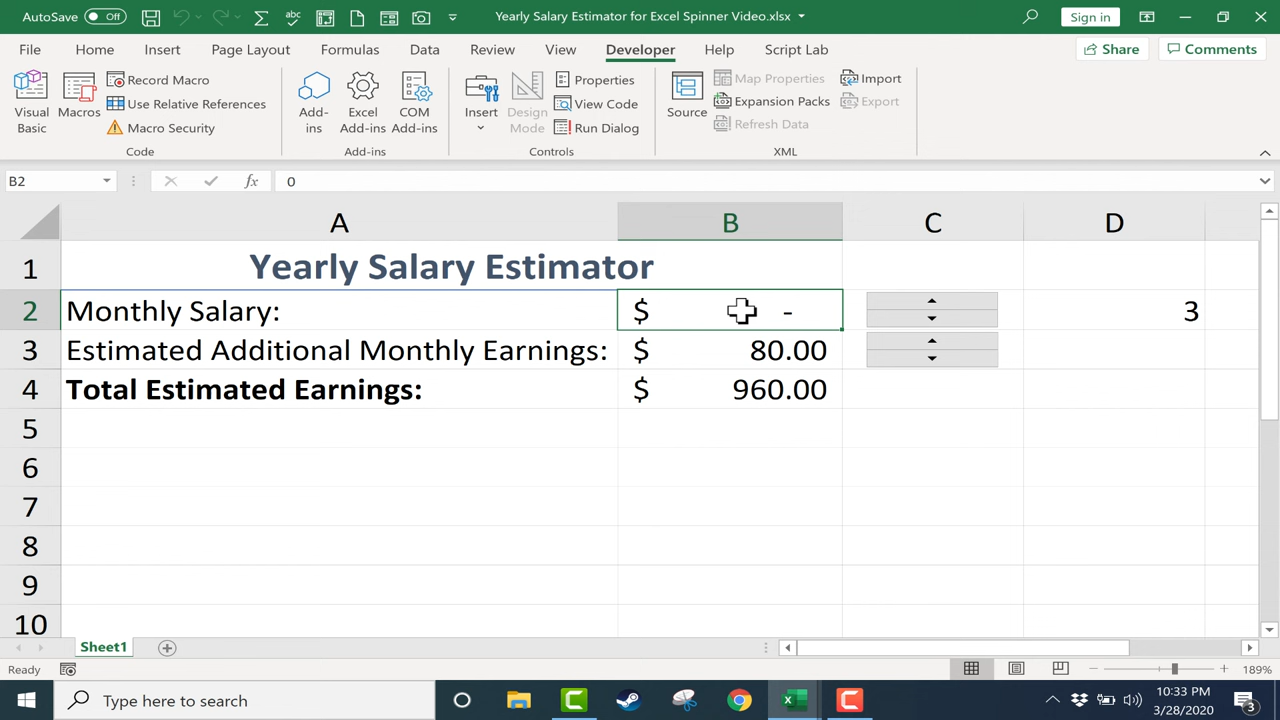 AutoSave Off Yearly Salary Estimator for Excel Spinner Video.xlsx Sign in
File Home Insert Page Layout Formulas Data Review View Developer Help Script Lab Share Comments
Visual Basic
Macros
Record Macro
Use Relative References
Macro Security
Code
Add-ins
Excel Add-ins
COM Add-ins
Add-ins
Insert
Design Mode
Properties
View Code
Run Dialog
Controls
Source
Map Properties
Expansion Packs
Refresh Data
Import
Export
XML
B2 fx 0
A B C D
1 Yearly Salary Estimator
2 Monthly Salary: $ - 3
3 Estimated Additional Monthly Earnings: $ 80.00
4 Total Estimated Earnings: $ 960.00
5
6
7
8
9
10
Sheet1
Ready 189%
Type here to search 10:33 PM
3/28/2020 3